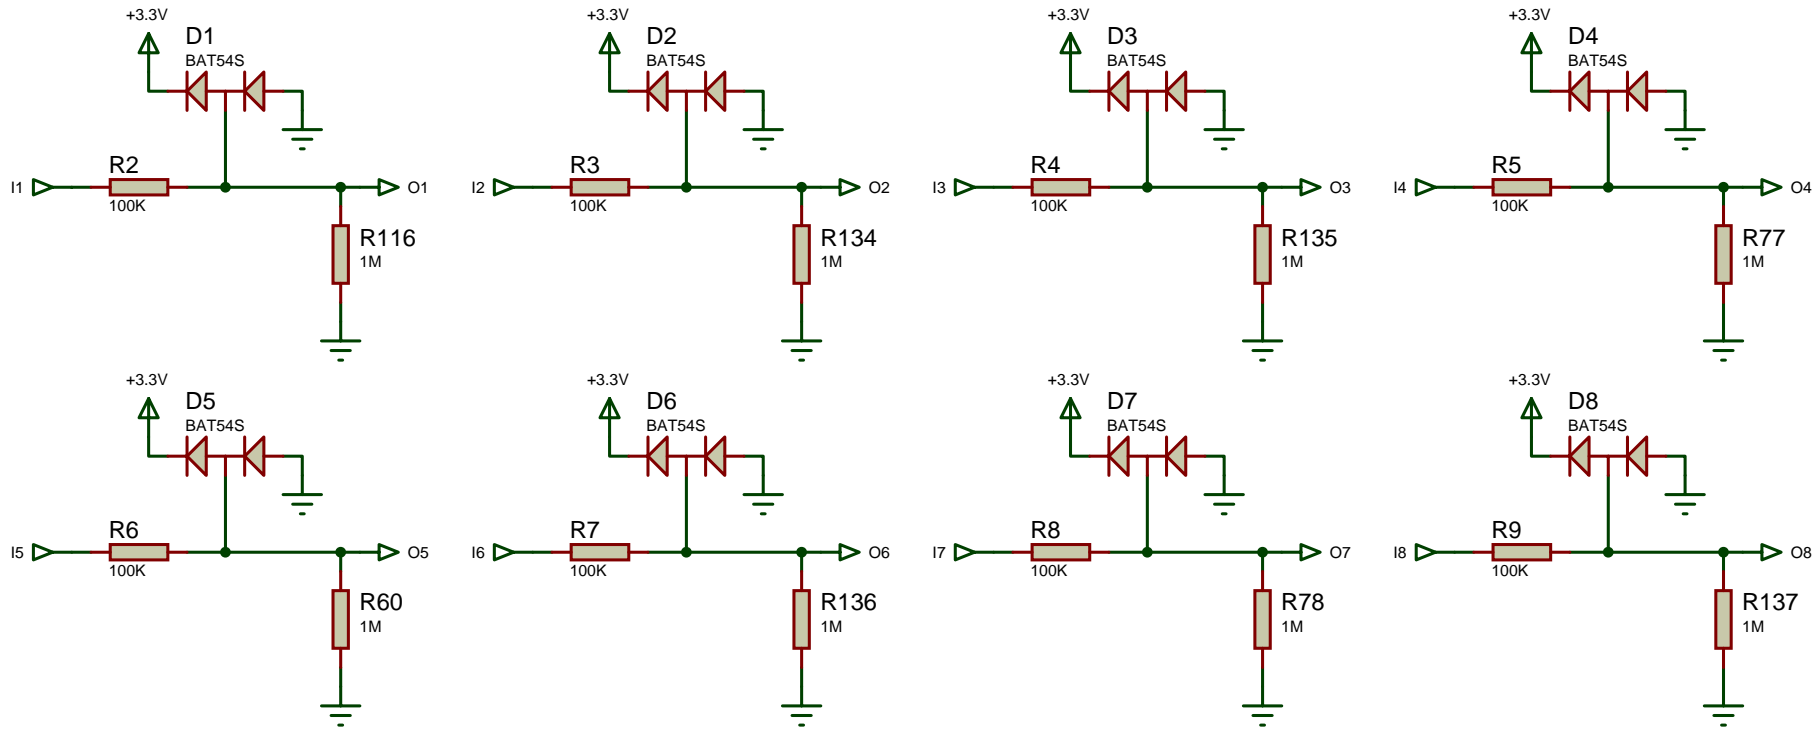 +3.3V
D1
BAT54S
R2
I1
O1
100K
R116
1M
+3.3V
D2
BAT54S
R3
I2
O2
100K
R134
1M
+3.3V
D3
BAT54S
R4
I3
O3
100K
R135
1M
+3.3V
D4
BAT54S
R5
I4
O4
100K
R77
1M
+3.3V
D5
BAT54S
R6
I5
O5
100K
R60
1M
+3.3V
D6
BAT54S
R7
I6
O6
100K
R136
1M
+3.3V
D7
BAT54S
R8
I7
O7
100K
R78
1M
+3.3V
D8
BAT54S
R9
I8
O8
100K
R137
1M